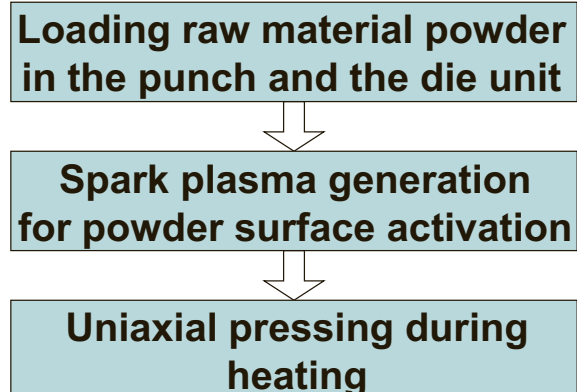 Loading raw material powder
in the punch and the die unit
Spark plasma generation
for powder surface activation
Uniaxial pressing during
heating